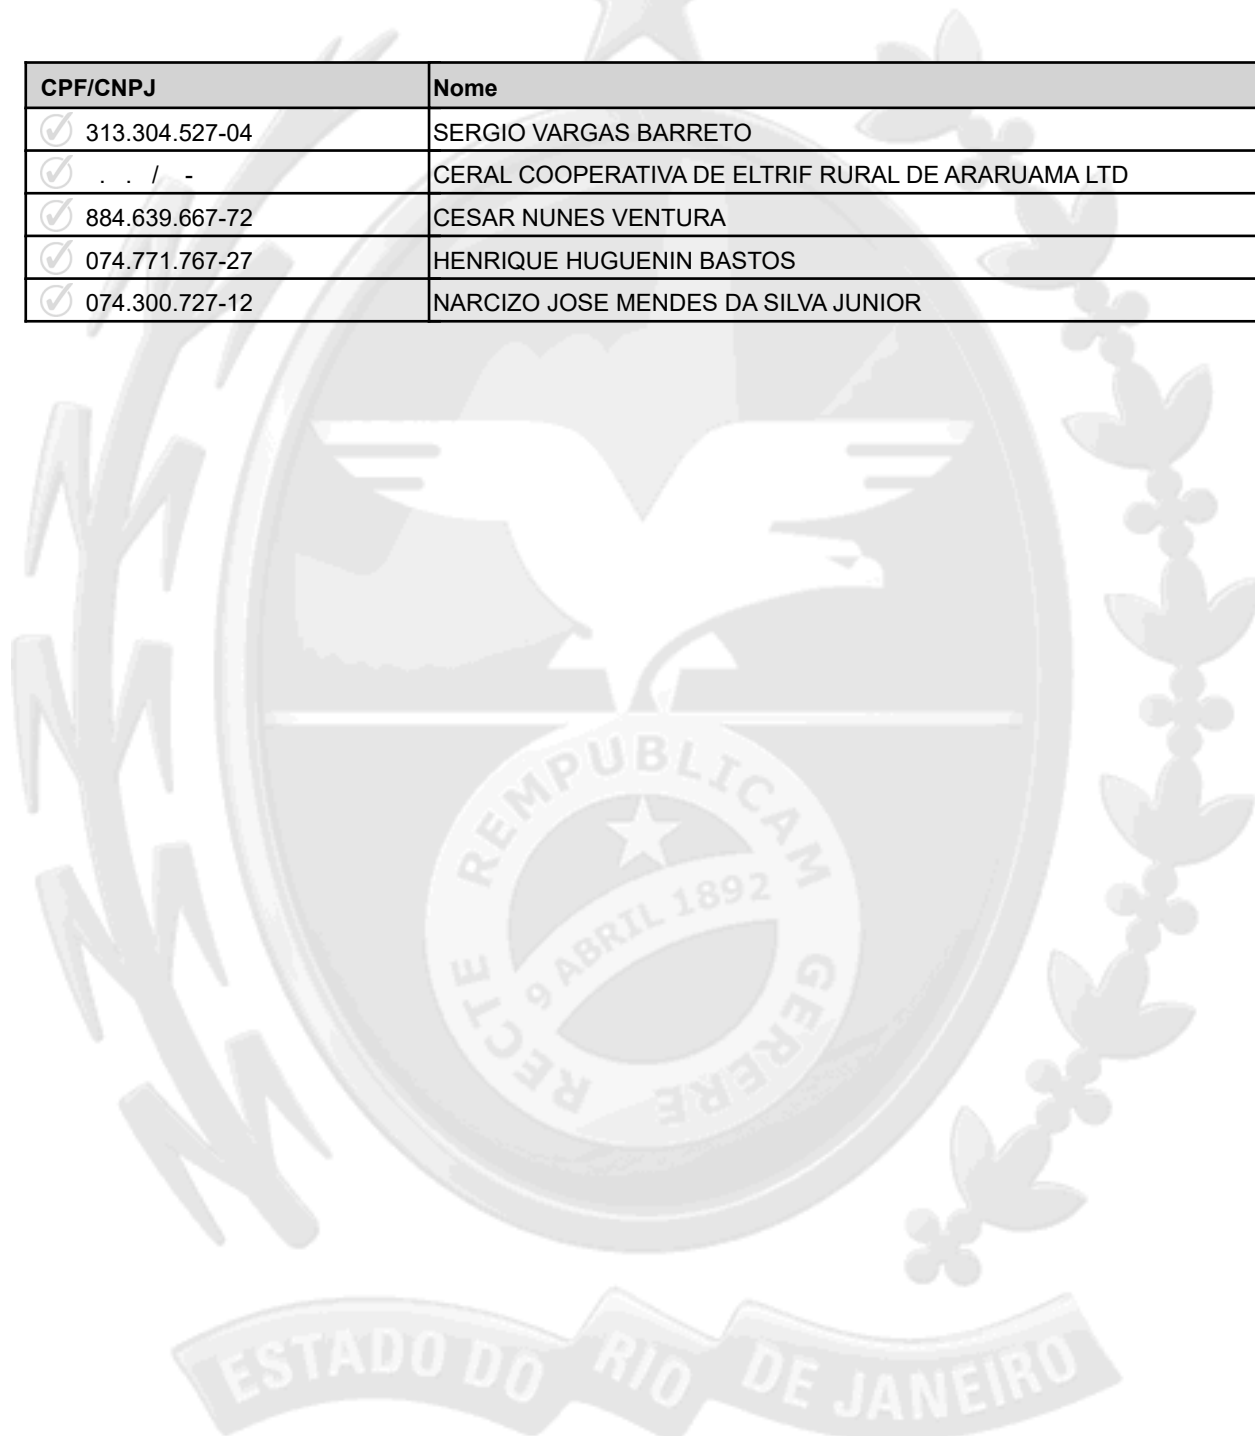 CPF/CNPJ Nome
313.304.527-04 SERGIO VARGAS BARRETO
. . / - CERAL COOPERATIVA DE ELTRIF RURAL DE ARARUAMA LTD
884.639.667-72 CESAR NUNES VENTURA
074.771.767-27 HENRIQUE HUGUENIN BASTOS
074.300.727-12 NARCIZO JOSE MENDES DA SILVA JUNIOR
RECTE REMPUBLICAM GERERE
9 ABRIL 1892
ESTADO DO RIO DE JANEIRO